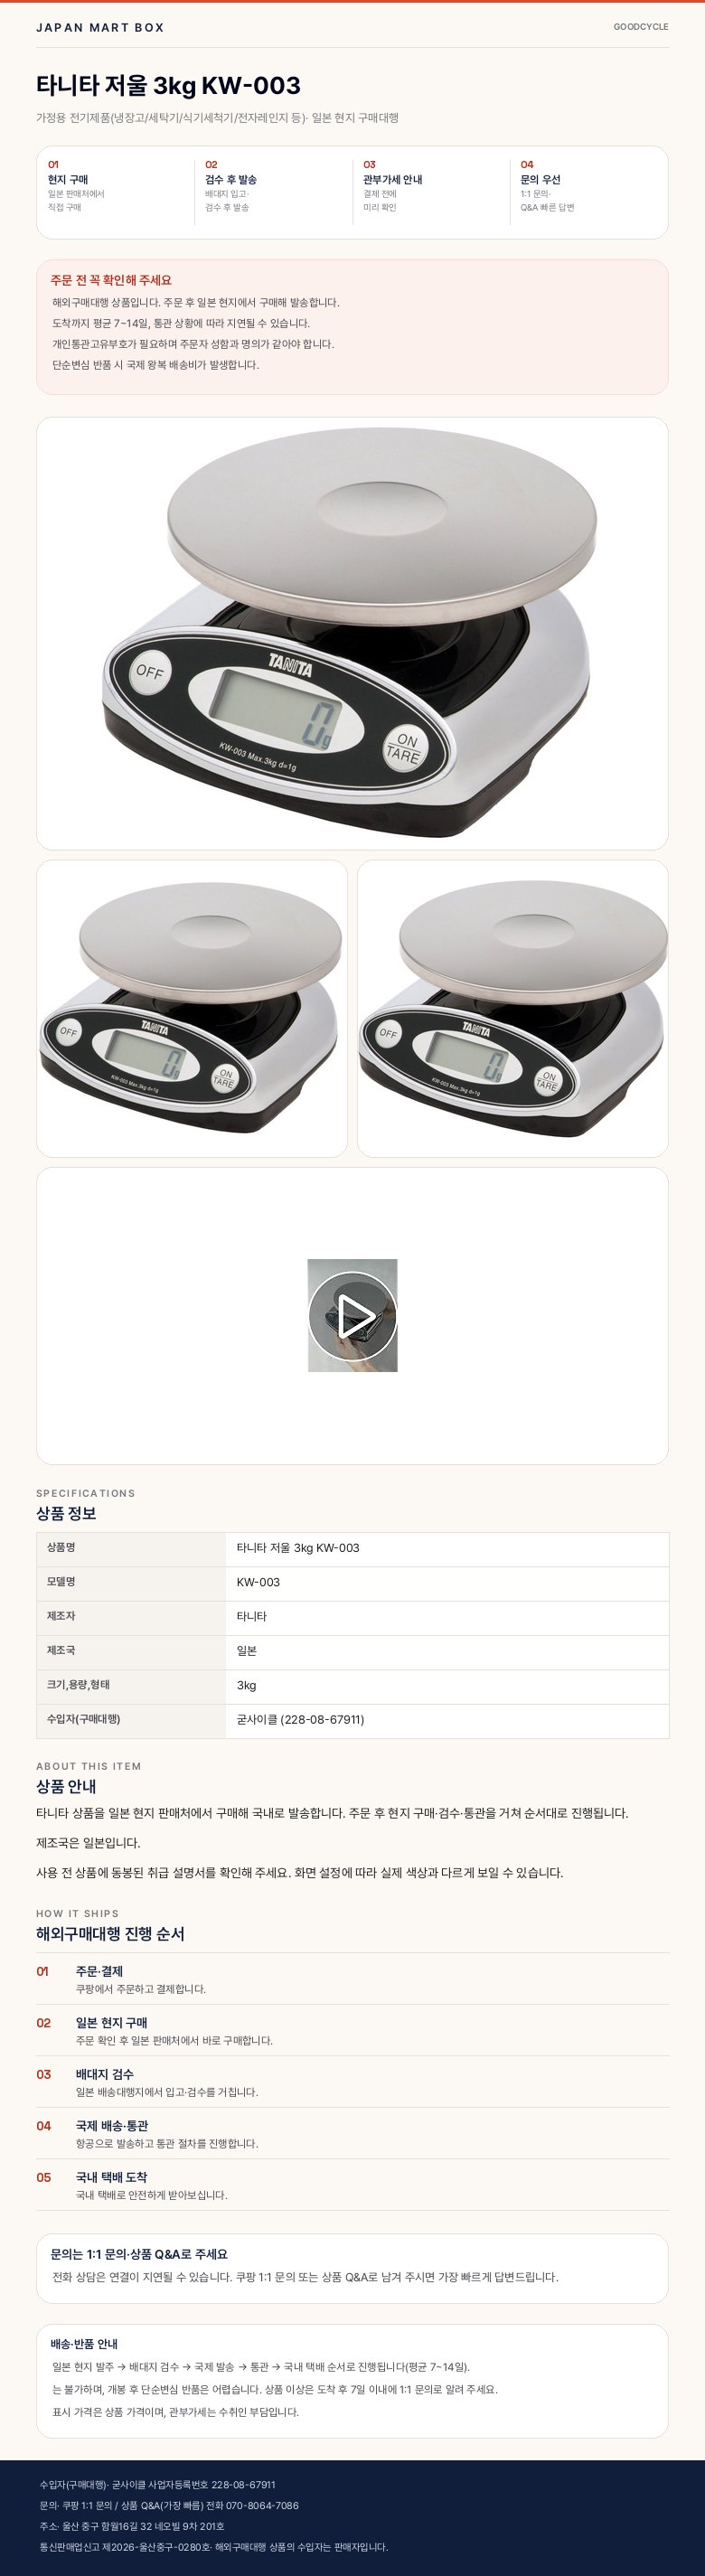 JAPAN MART BOX
GOODCYCLE
타니타 저울 3kg KW-003
가정용 전기제품(냉장고/세탁기/식기세척기/전자레인지 등)· 일본 현지 구매대행
01
현지 구매
일본 판매처에서
직접 구매
02
검수 후 발송
배대지 입고·
검수 후 발송
03
관부가세 안내
결제 전에
미리 확인
04
문의 우선
1:1 문의·
Q&A 빠른 답변
주문 전 꼭 확인해 주세요
해외구매대행 상품입니다. 주문 후 일본 현지에서 구매해 발송합니다.
도착까지 평균 7~14일, 통관 상황에 따라 지연될 수 있습니다.
개인통관고유부호가 필요하며 주문자 성함과 명의가 같아야 합니다.
단순변심 반품 시 국제 왕복 배송비가 발생합니다.
OFF
TANITA
0g
ON
TARE
KW-003 Max.3kg d=1g
OFF
TANITA
0g
ON
TARE
KW-003 Max.3kg d=1g
OFF
TANITA
0g
ON
TARE
KW-003 Max.3kg d=1g
SPECIFICATIONS
상품 정보
상품명 타니타 저울 3kg KW-003
모델명 KW-003
제조자 타니타
제조국 일본
크기,용량,형태 3kg
수입자(구매대행) 굳사이클 (228-08-67911)
ABOUT THIS ITEM
상품 안내
타니타 상품을 일본 현지 판매처에서 구매해 국내로 발송합니다. 주문 후 현지 구매·검수·통관을 거쳐 순서대로 진행됩니다.
제조국은 일본입니다.
사용 전 상품에 동봉된 취급 설명서를 확인해 주세요. 화면 설정에 따라 실제 색상과 다르게 보일 수 있습니다.
HOW IT SHIPS
해외구매대행 진행 순서
01 주문·결제
쿠팡에서 주문하고 결제합니다.
02 일본 현지 구매
주문 확인 후 일본 판매처에서 바로 구매합니다.
03 배대지 검수
일본 배송대행지에서 입고·검수를 거칩니다.
04 국제 배송·통관
항공으로 발송하고 통관 절차를 진행합니다.
05 국내 택배 도착
국내 택배로 안전하게 받아보십니다.
문의는 1:1 문의·상품 Q&A로 주세요
전화 상담은 연결이 지연될 수 있습니다. 쿠팡 1:1 문의 또는 상품 Q&A로 남겨 주시면 가장 빠르게 답변드립니다.
배송·반품 안내
일본 현지 발주 → 배대지 검수 → 국제 발송 → 통관 → 국내 택배 순서로 진행됩니다(평균 7~14일).
는 불가하며, 개봉 후 단순변심 반품은 어렵습니다. 상품 이상은 도착 후 7일 이내에 1:1 문의로 알려 주세요.
표시 가격은 상품 가격이며, 관부가세는 수취인 부담입니다.
수입자(구매대행)· 굳사이클 사업자등록번호 228-08-67911
문의· 쿠팡 1:1 문의 / 상품 Q&A(가장 빠름) 전화 070-8064-7086
주소· 울산 중구 함월16길 32 네오빌 9차 201호
통신판매업신고 제2026-울산중구-0280호· 해외구매대행 상품의 수입자는 판매자입니다.